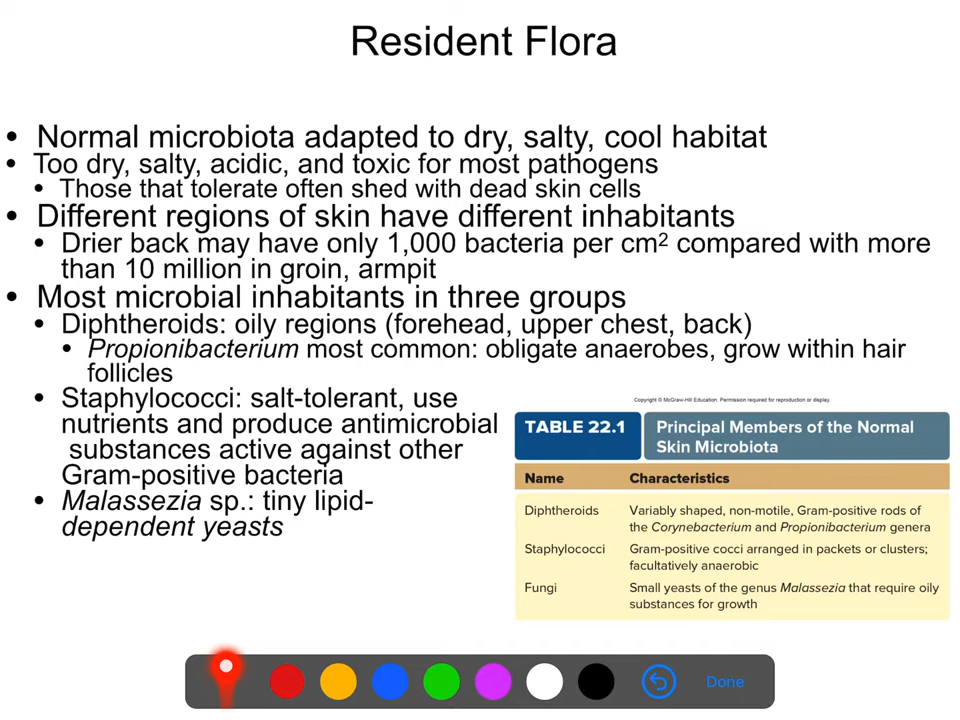 Resident Flora
• Normal microbiota adapted to dry, salty, cool habitat
• Too dry, salty, acidic, and toxic for most pathogens
• Those that tolerate often shed with dead skin cells
• Different regions of skin have different inhabitants
• Drier back may have only 1,000 bacteria per cm² compared with more
than 10 million in groin, armpit
• Most microbial inhabitants in three groups
• Diphtheroids: oily regions (forehead, upper chest, back)
• Propionibacterium most common: obligate anaerobes, grow within hair
follicles
• Staphylococci: salt-tolerant, use
nutrients and produce antimicrobial
substances active against other
Gram-positive bacteria
• Malassezia sp.: tiny lipid-
dependent yeasts
Copyright © McGraw-Hill Education. Permission required for reproduction or display.
TABLE 22.1 Principal Members of the Normal
Skin Microbiota
Name Characteristics
Diphtheroids Variably shaped, non-motile, Gram-positive rods of
the Corynebacterium and Propionibacterium genera
Staphylococci Gram-positive cocci arranged in packets or clusters;
facultatively anaerobic
Fungi Small yeasts of the genus Malassezia that require oily
substances for growth
Done